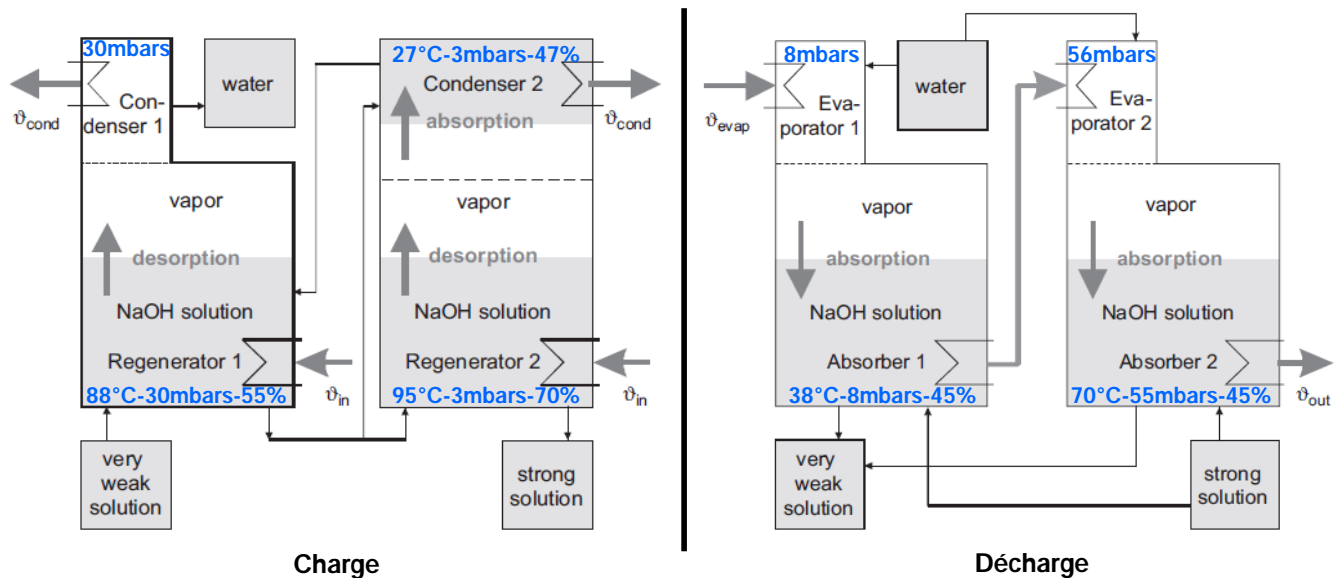 30mbars
ϑcond
Con-
denser 1
water
vapor
desorption
NaOH solution
Regenerator 1
88°C-30mbars-55%
ϑin
very
weak
solution
27°C-3mbars-47%
Condenser 2
absorption
ϑcond
vapor
desorption
NaOH solution
Regenerator 2
95°C-3mbars-70%
ϑin
strong
solution
Charge
8mbars
ϑevap
Eva-
porator 1
water
vapor
absorption
NaOH solution
Absorber 1
38°C-8mbars-45%
very
weak
solution
56mbars
Eva-
porator 2
vapor
absorption
NaOH solution
Absorber 2
70°C-55mbars-45%
ϑout
strong
solution
Décharge